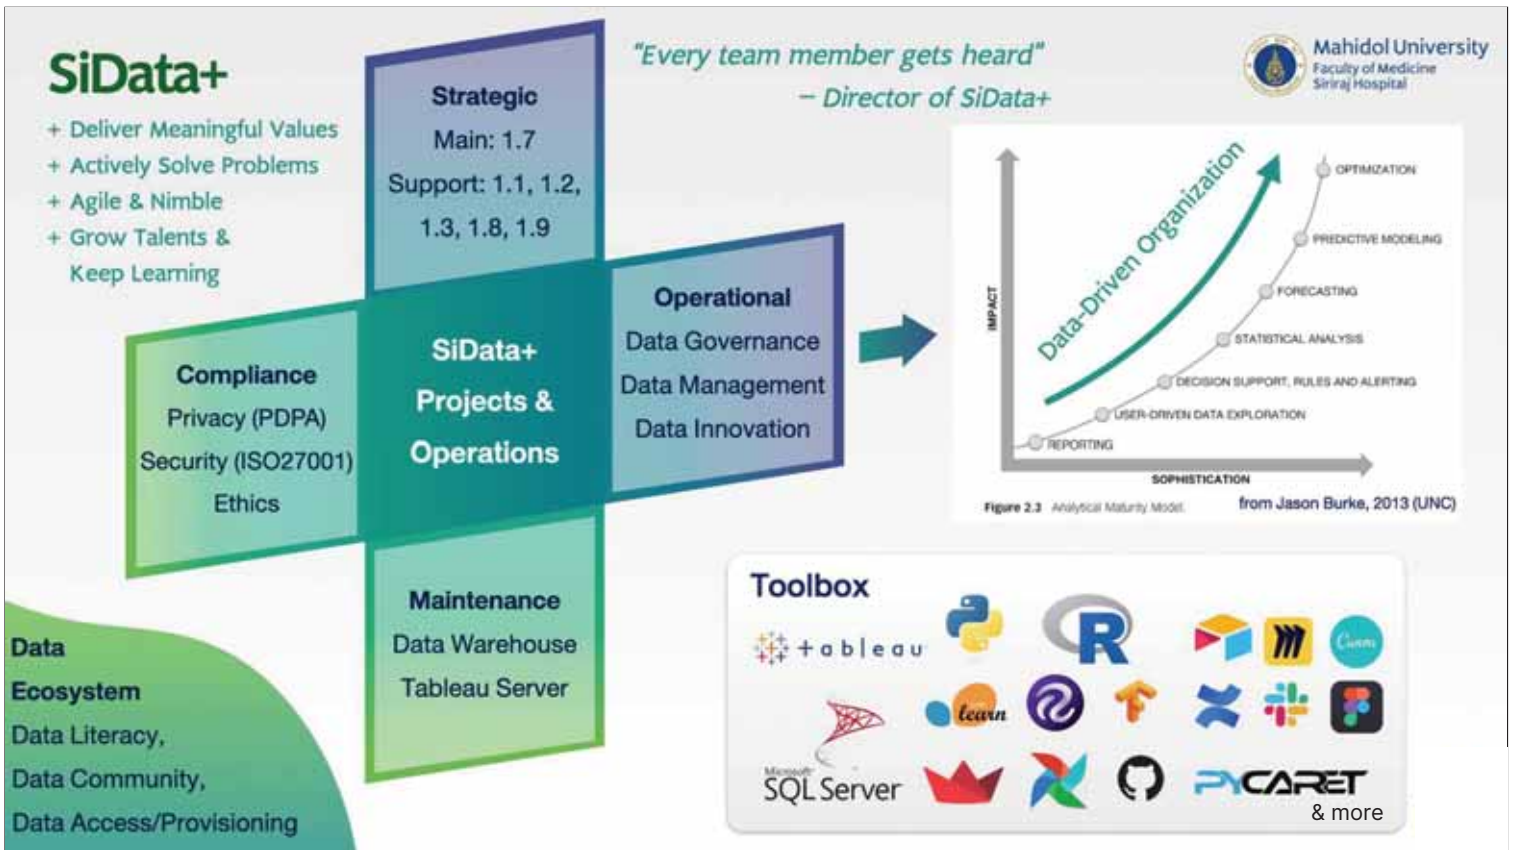 SiData+
+ Deliver Meaningful Values
+ Actively Solve Problems
+ Agile & Nimble
+ Grow Talents &
Keep Learning
"Every team member gets heard"
– Director of SiData+
Mahidol University
Faculty of Medicine
Siriraj Hospital
Strategic
Main: 1.7
Support: 1.1, 1.2,
1.3, 1.8, 1.9
Compliance
Privacy (PDPA)
Security (ISO27001)
Ethics
SiData+
Projects &
Operations
Operational
Data Governance
Data Management
Data Innovation
Maintenance
Data Warehouse
Tableau Server
Data
Ecosystem
Data Literacy,
Data Community,
Data Access/Provisioning
IMPACT
Data-Driven Organization
OPTIMIZATION
PREDICTIVE MODELING
FORECASTING
STATISTICAL ANALYSIS
DECISION SUPPORT, RULES AND ALERTING
USER-DRIVEN DATA EXPLORATION
REPORTING
SOPHISTICATION
Figure 2.3 Analytical Maturity Model.
from Jason Burke, 2013 (UNC)
Toolbox
+ableau
R
Canva
learn
Microsoft
SQL Server
PYCARET
& more